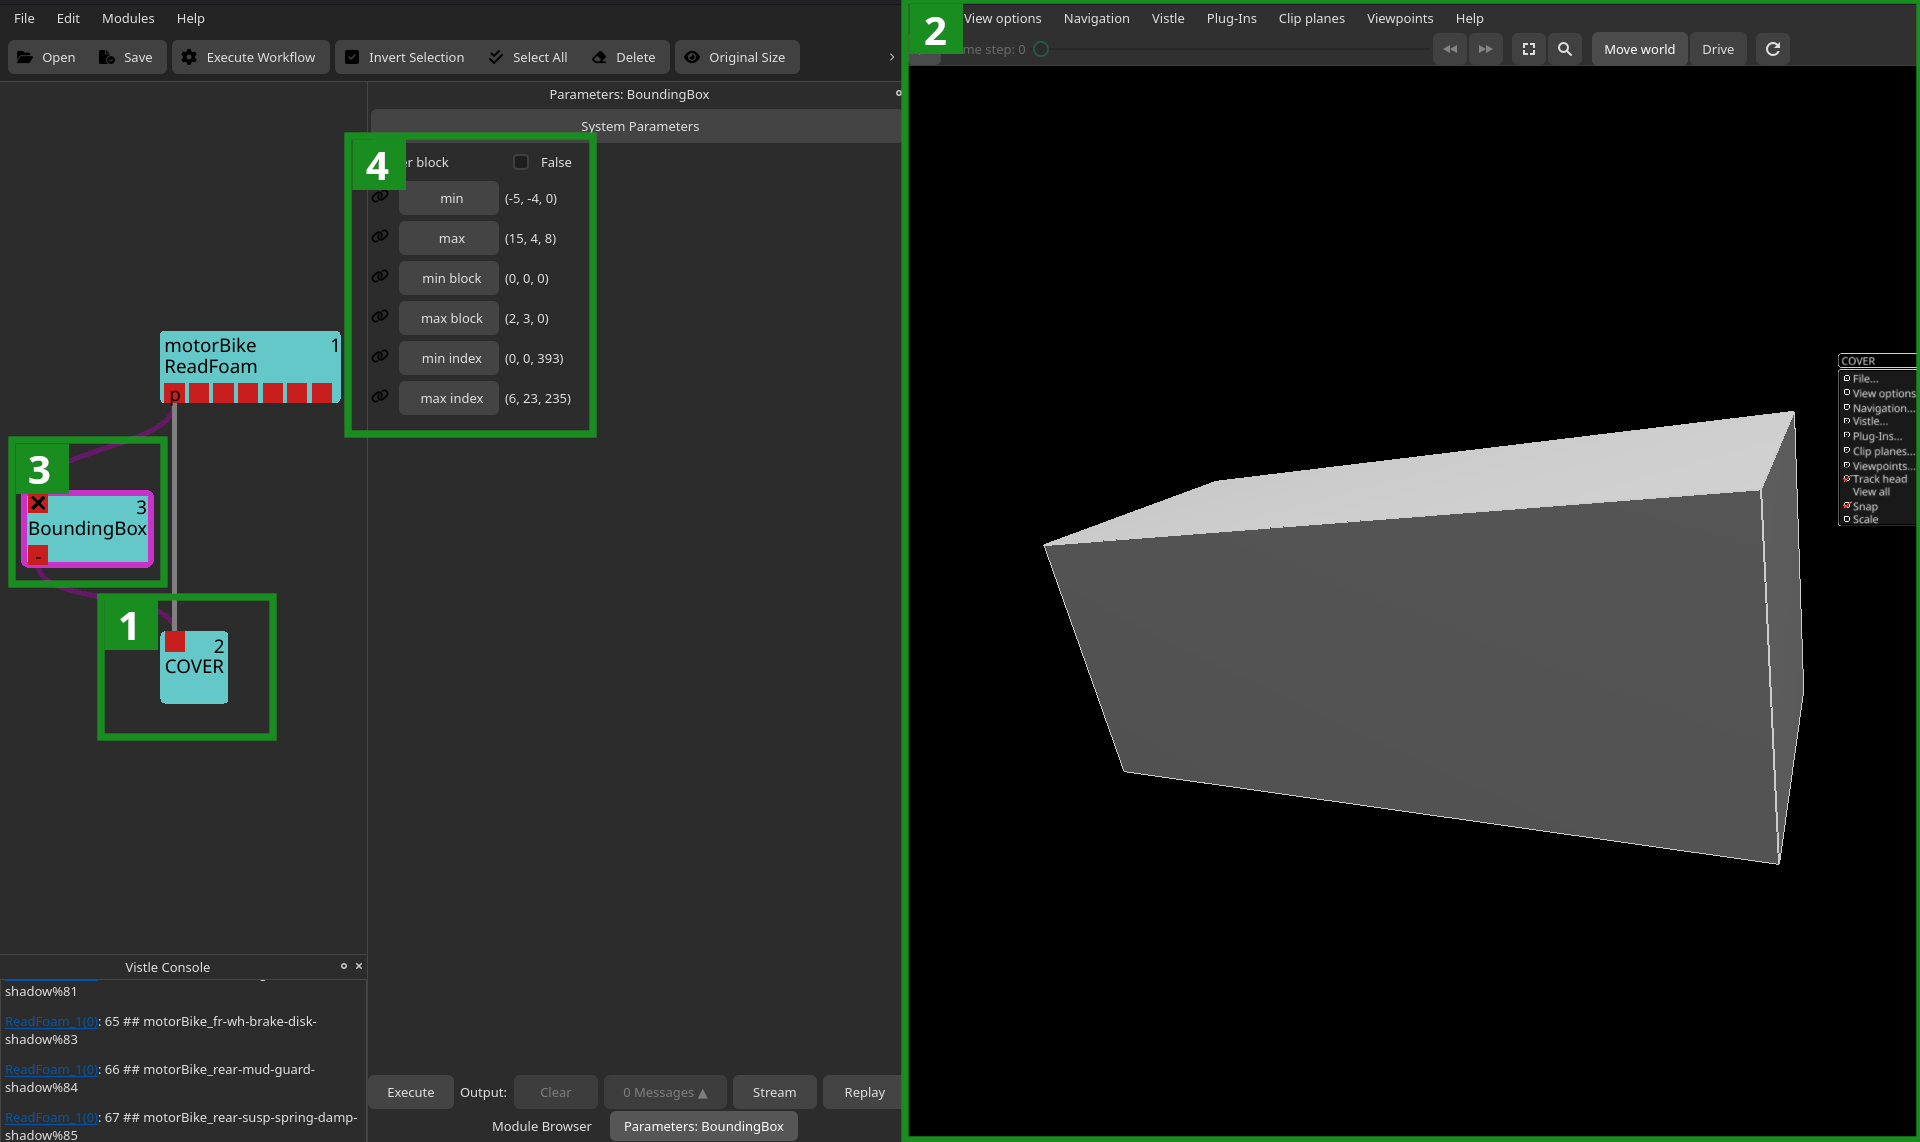 File Edit Modules Help
Open Save Execute Workflow Invert Selection Select All Delete Original Size
Parameters: BoundingBox
System Parameters
4
er block False
min (-5, -4, 0)
max (15, 4, 8)
min block (0, 0, 0)
max block (2, 3, 0)
min index (0, 0, 393)
max index (6, 23, 235)
motorBike 1
ReadFoam
p
3
3
BoundingBox
-
1
2
COVER
Vistle Console
shadow%81
ReadFoam_1(0): 65 ## motorBike_fr-wh-brake-disk-
shadow%83
ReadFoam_1(0): 66 ## motorBike_rear-mud-guard-
shadow%84
ReadFoam_1(0): 67 ## motorBike_rear-susp-spring-damp-
shadow%85
Execute Output: Clear 0 Messages ▲ Stream Replay
Module Browser Parameters: BoundingBox
2
View options Navigation Vistle Plug-Ins Clip planes Viewpoints Help
me step: 0 Move world Drive
COVER
File...
View options
Navigation...
Vistle...
Plug-Ins...
Clip planes...
Viewpoints...
Track head
View all
Snap
Scale